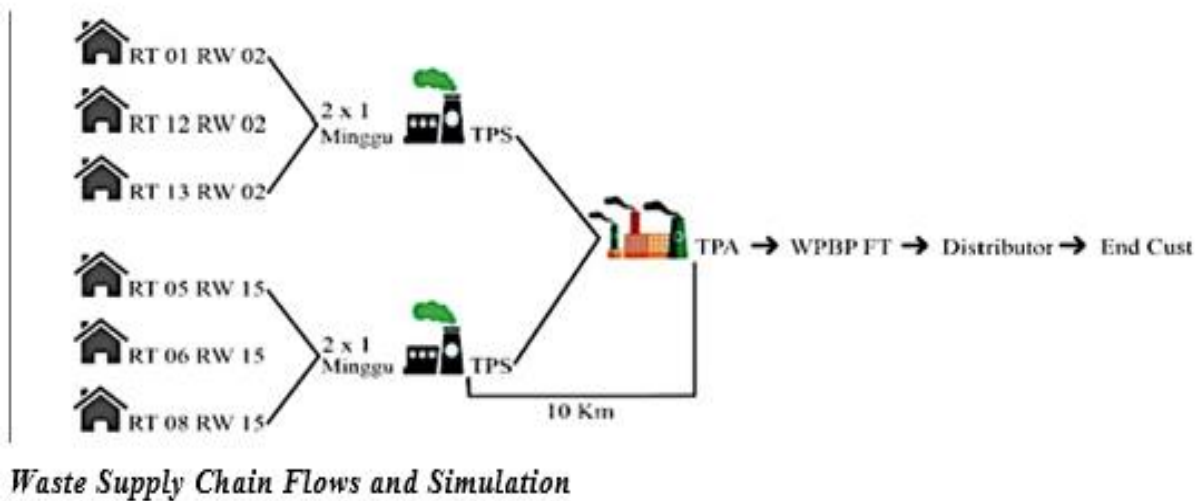 RT 01 RW 02
RT 12 RW 02
RT 13 RW 02
2 x 1
Minggu
TPS
RT 05 RW 15
RT 06 RW 15
RT 08 RW 15
2 x 1
Minggu
TPS
10 Km
TPA → WPBP FT → Distributor → End Cust
Waste Supply Chain Flows and Simulation